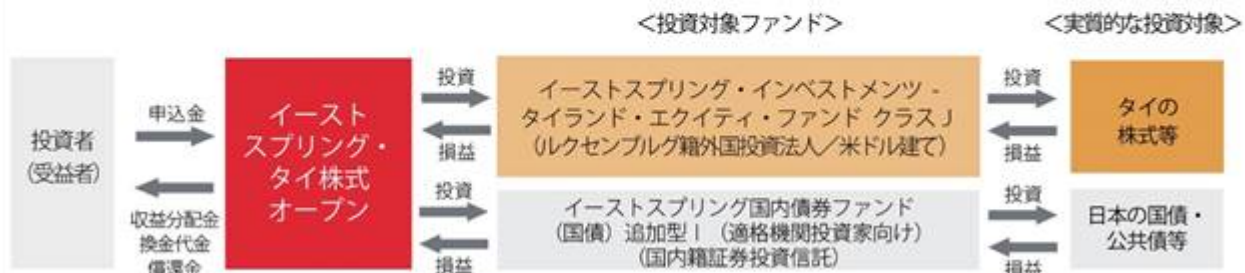 ＜投資対象ファンド＞
＜実質的な投資対象＞
投資者
(受益者)
申込金
収益分配金
換金代金
償還金
イースト
スプリング・
タイ株式
オープン
投資
損益
イーストスプリング・インベストメンツ -
タイランド・エクイティ・ファンド クラスJ
(ルクセンブルグ籍外国投資法人／米ドル建て)
投資
損益
タイの
株式等
投資
損益
イーストスプリング国内債券ファンド
(国債）追加型Ⅰ（適格機関投資家向け）
(国内籍証券投資信託)
投資
損益
日本の国債・
公共債等